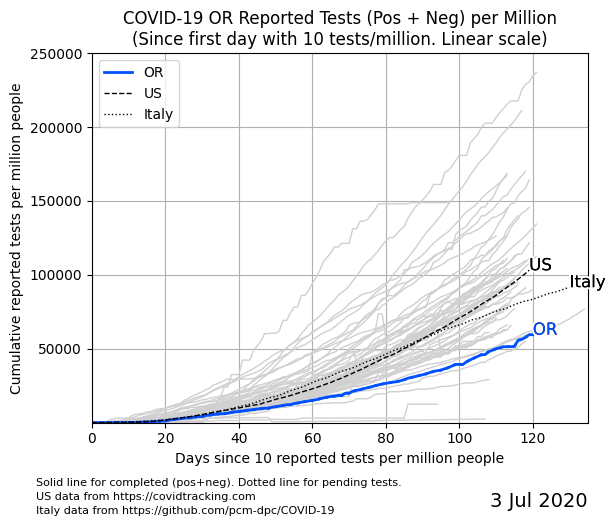 COVID-19 OR Reported Tests (Pos + Neg) per Million
(Since first day with 10 tests/million. Linear scale)
Cumulative reported tests per million people
250000
200000
150000
100000
50000
OR
US
Italy
US
Italy
OR
0 20 40 60 80 100 120
Days since 10 reported tests per million people
Solid line for completed (pos+neg). Dotted line for pending tests.
US data from https://covidtracking.com
Italy data from https://github.com/pcm-dpc/COVID-19
3 Jul 2020